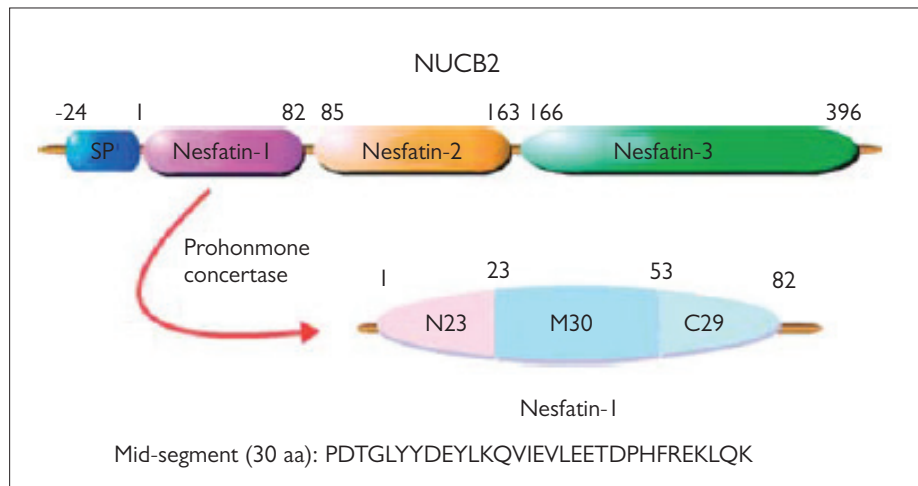 NUCB2
-24 1 82 85 163 166 396
SP Nesfatin-1 Nesfatin-2 Nesfatin-3
Prohonmone
concertase
1 23 53 82
N23 M30 C29
Nesfatin-1
Mid-segment (30 aa): PDTGLYYDEYLKQVIEVLEETDPHFREKLQK